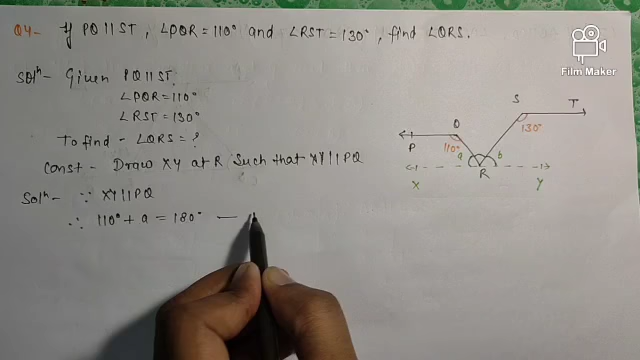 Q4- If PQ || ST, ∠PQR = 110° and ∠RST = 130°, find ∠QRS.
Solⁿ- Given PQ || ST.
∠PQR = 110°
∠RST = 130°
To find - ∠QRS = ?
Const - Draw XY at R Such that XY || PQ
Solⁿ- ∵ XY || PQ
∴ 110° + a = 180° —
Film Maker
S T
130°
Q
P 110° a b
R
X Y